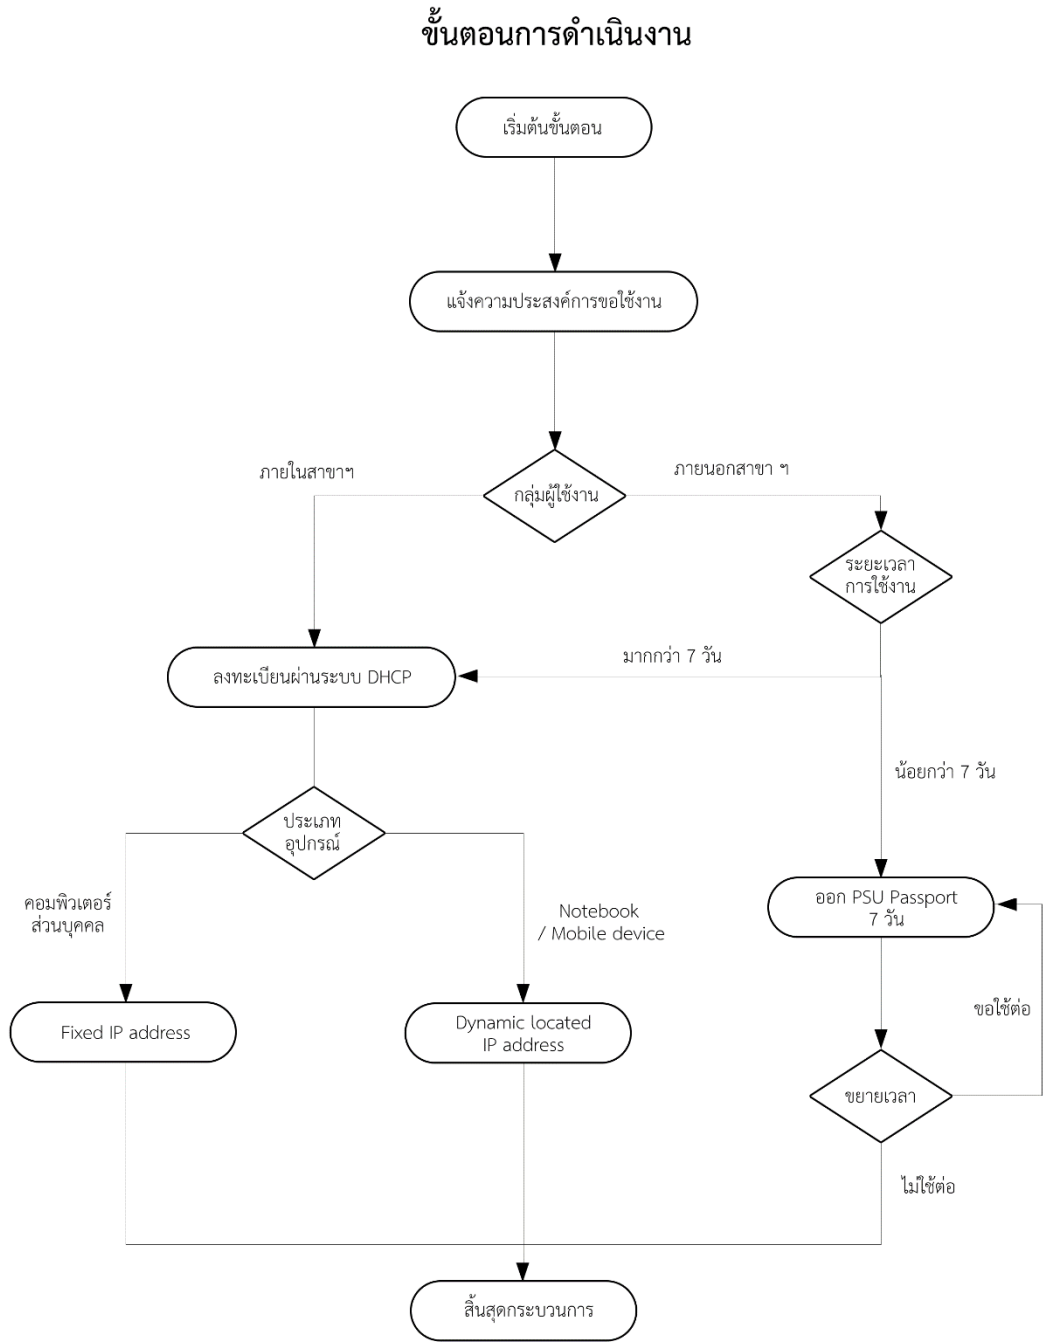 ขั้นตอนการดำเนินงาน
เริ่มต้นขั้นตอน
แจ้งความประสงค์การขอใช้งาน
ภายในสาขาฯ
กลุ่มผู้ใช้งาน
ภายนอกสาขา ฯ
ระยะเวลา
การใช้งาน
ลงทะเบียนผ่านระบบ DHCP
มากกว่า 7 วัน
น้อยกว่า 7 วัน
ประเภท
อุปกรณ์
คอมพิวเตอร์
ส่วนบุคคล
Notebook
/ Mobile device
ออก PSU Passport
7 วัน
ขอใช้ต่อ
Fixed IP address
Dynamic located
IP address
ขยายเวลา
ไม่ใช้ต่อ
สิ้นสุดกระบวนการ